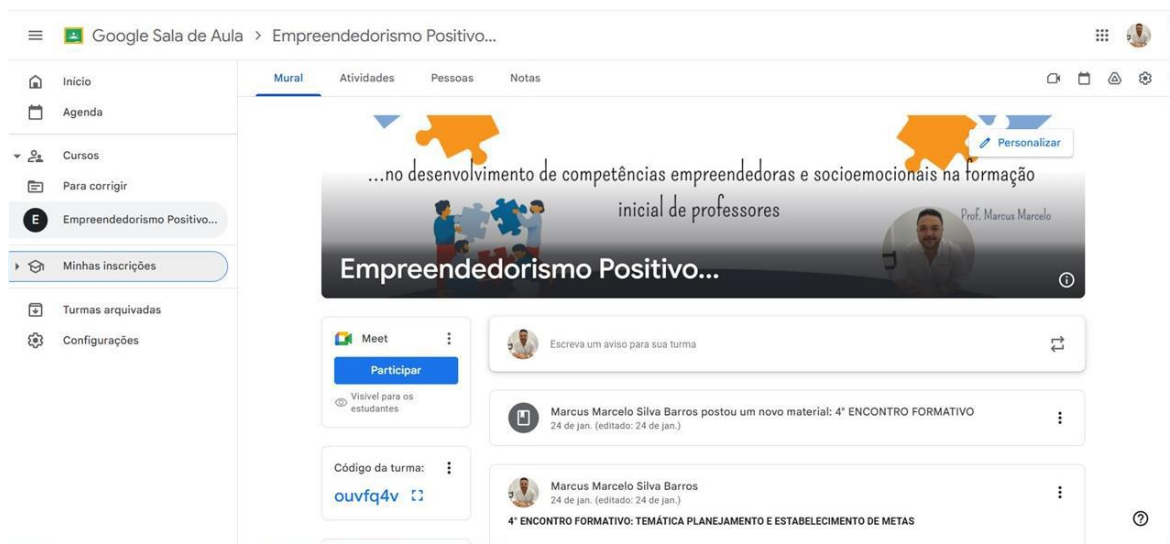 Google Sala de Aula > Empreendedorismo Positivo...
Início
Agenda
Cursos
Para corrigir
E Empreendedorismo Positivo...
Minhas inscrições
Turmas arquivadas
Configurações
Mural Atividades Pessoas Notas
Personalizar
...no desenvolvimento de competências empreendedoras e socioemocionais na formação
inicial de professores
Prof. Marcus Marcelo
Empreendedorismo Positivo...
Meet
Participar
Visível para os
estudantes
Código da turma:
ouvfq4v
Escreva um aviso para sua turma
Marcus Marcelo Silva Barros postou um novo material: 4° ENCONTRO FORMATIVO
24 de jan. (editado: 24 de jan.)
Marcus Marcelo Silva Barros
24 de jan. (editado: 24 de jan.)
4° ENCONTRO FORMATIVO: TEMÁTICA PLANEJAMENTO E ESTABELECIMENTO DE METAS